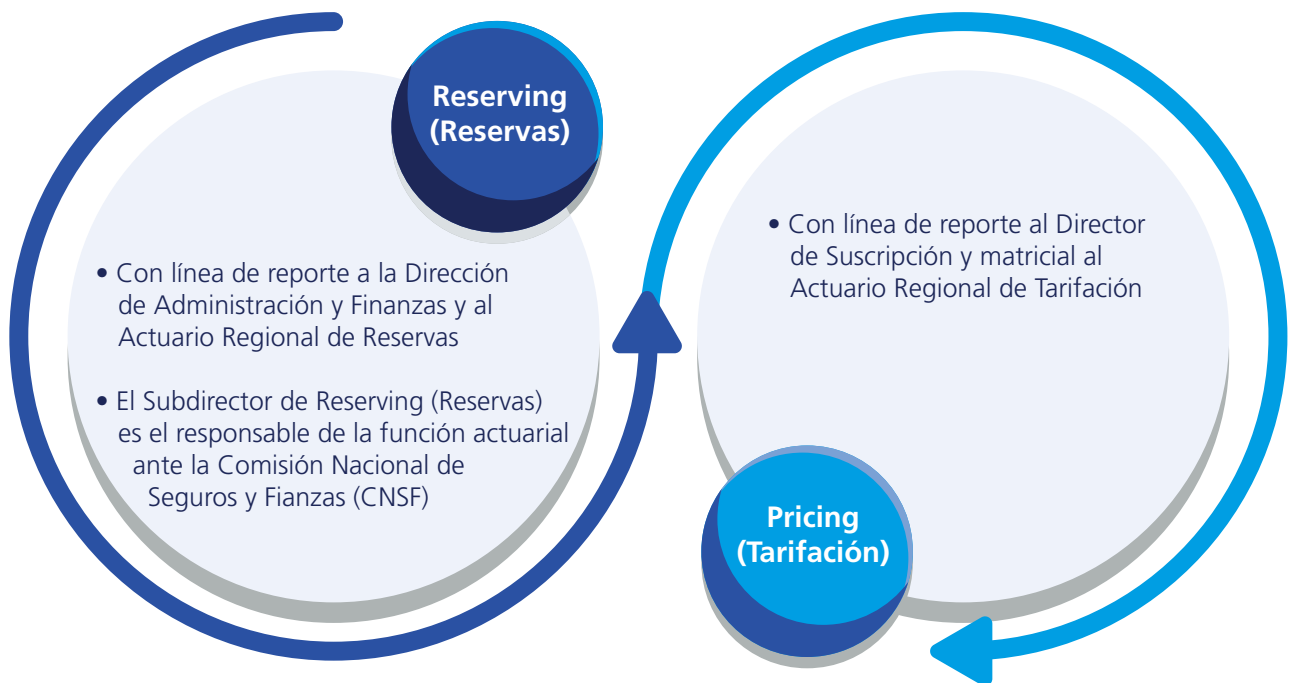 Reserving
(Reservas)
• Con línea de reporte a la Dirección
de Administración y Finanzas y al
Actuario Regional de Reservas
• El Subdirector de Reserving (Reservas)
es el responsable de la función actuarial
ante la Comisión Nacional de
Seguros y Fianzas (CNSF)
• Con línea de reporte al Director
de Suscripción y matricial al
Actuario Regional de Tarifación
Pricing
(Tarifación)